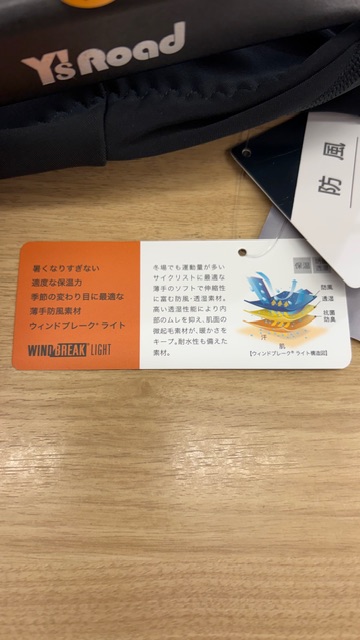 Y'sRoad
防風
暑くなりすぎない
適度な保温力
季節の変わり目に最適な
薄手防風素材
ウィンドブレーク® ライト
WINDBREAK LIGHT
冬場でも運動量が多い
サイクリストに最適な
薄手のソフトで伸縮性
に富む防風・透湿素材。
高い透湿性能により内
部のムレを抑え、肌面の
微起毛素材が、暖かさを
キープ。耐水性も備えた
素材。
保温
防風
透湿
抗菌
防臭
汗
肌
【ウィンドブレーク® ライト構造図】